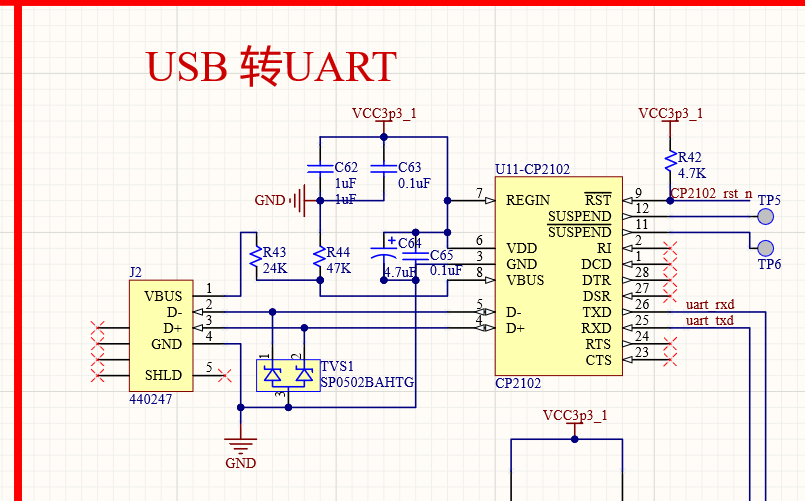 USB 转UART
VCC3p3_1
VCC3p3_1
C62
1uF
1uF
C63
0.1uF
GND
U11-CP2102
R42
4.7K
CP2102_rst_n
TP5
TP6
7 REGIN
6 VDD
3 GND
8 VBUS
5 D-
4 D+
RST 9
SUSPEND 12
SUSPEND 11
RI 2
DCD 1
DTR 28
DSR 27
TXD 26
RXD 25
RTS 24
CTS 23
uart_rxd
uart_txd
CP2102
R43
24K
R44
47K
C64
4.7uF
C65
0.1uF
J2
VBUS 1
D- 2
D+ 3
GND 4
SHLD 5
440247
1
2
3
TVS1
SP0502BAHTG
GND
VCC3p3_1